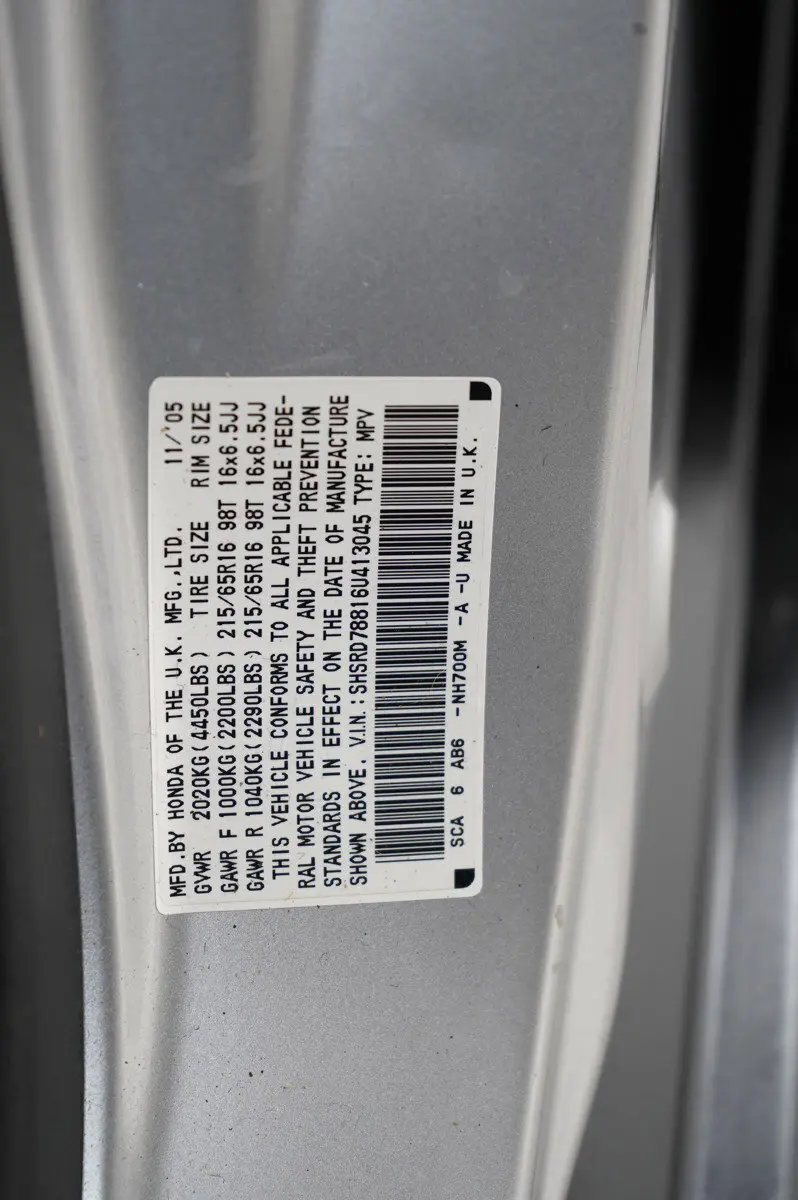 MFD.BY HONDA OF THE U.K. MFG.,LTD. 11/'05
GVWR 2020KG(4450LBS) TIRE SIZE RIM SIZE
GAWR F 1000KG(2200LBS) 215/65R16 98T 16x6.5JJ
GAWR R 1040KG(2290LBS) 215/65R16 98T 16x6.5JJ
THIS VEHICLE CONFORMS TO ALL APPLICABLE FEDE-
RAL MOTOR VEHICLE SAFETY AND THEFT PREVENTION
STANDARDS IN EFFECT ON THE DATE OF MANUFACTURE
SHOWN ABOVE. V.I.N.:SHSRD78816U413045 TYPE: MPV
SCA 6 AB6 -NH700M -A -U MADE IN U.K.